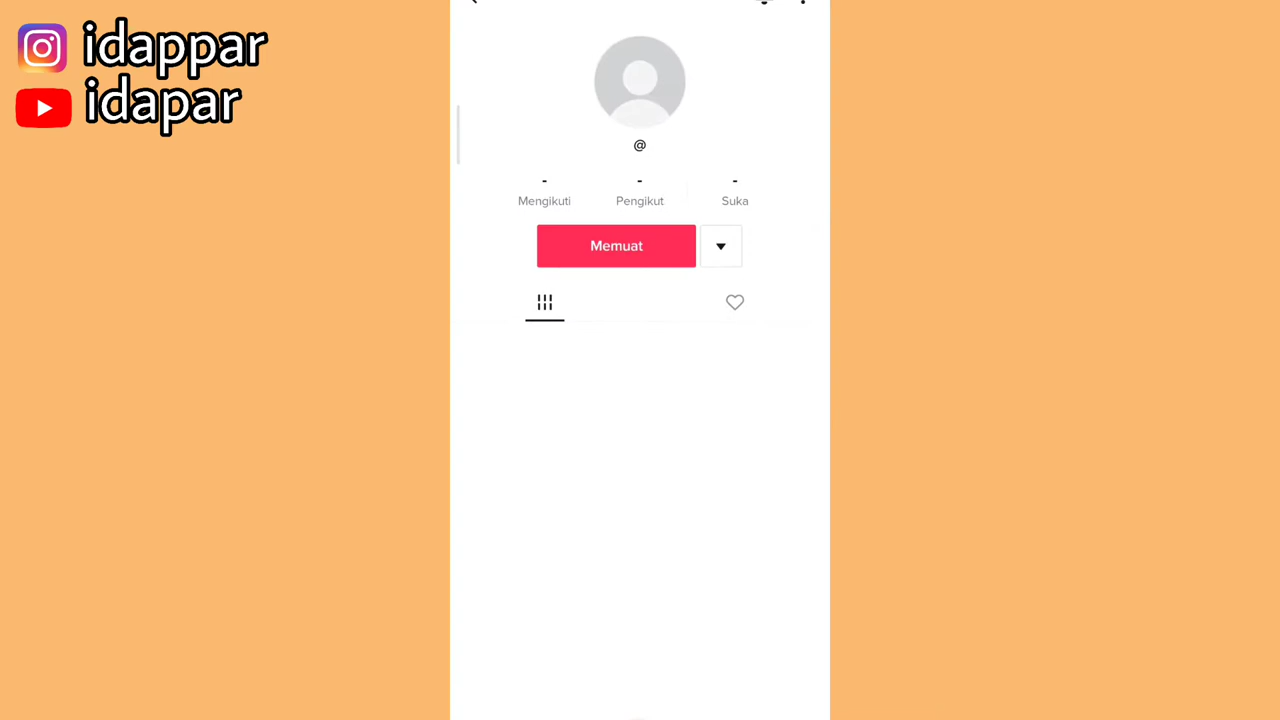 idappar
idapar
@
- - -
Mengikuti Pengikut Suka
Memuat